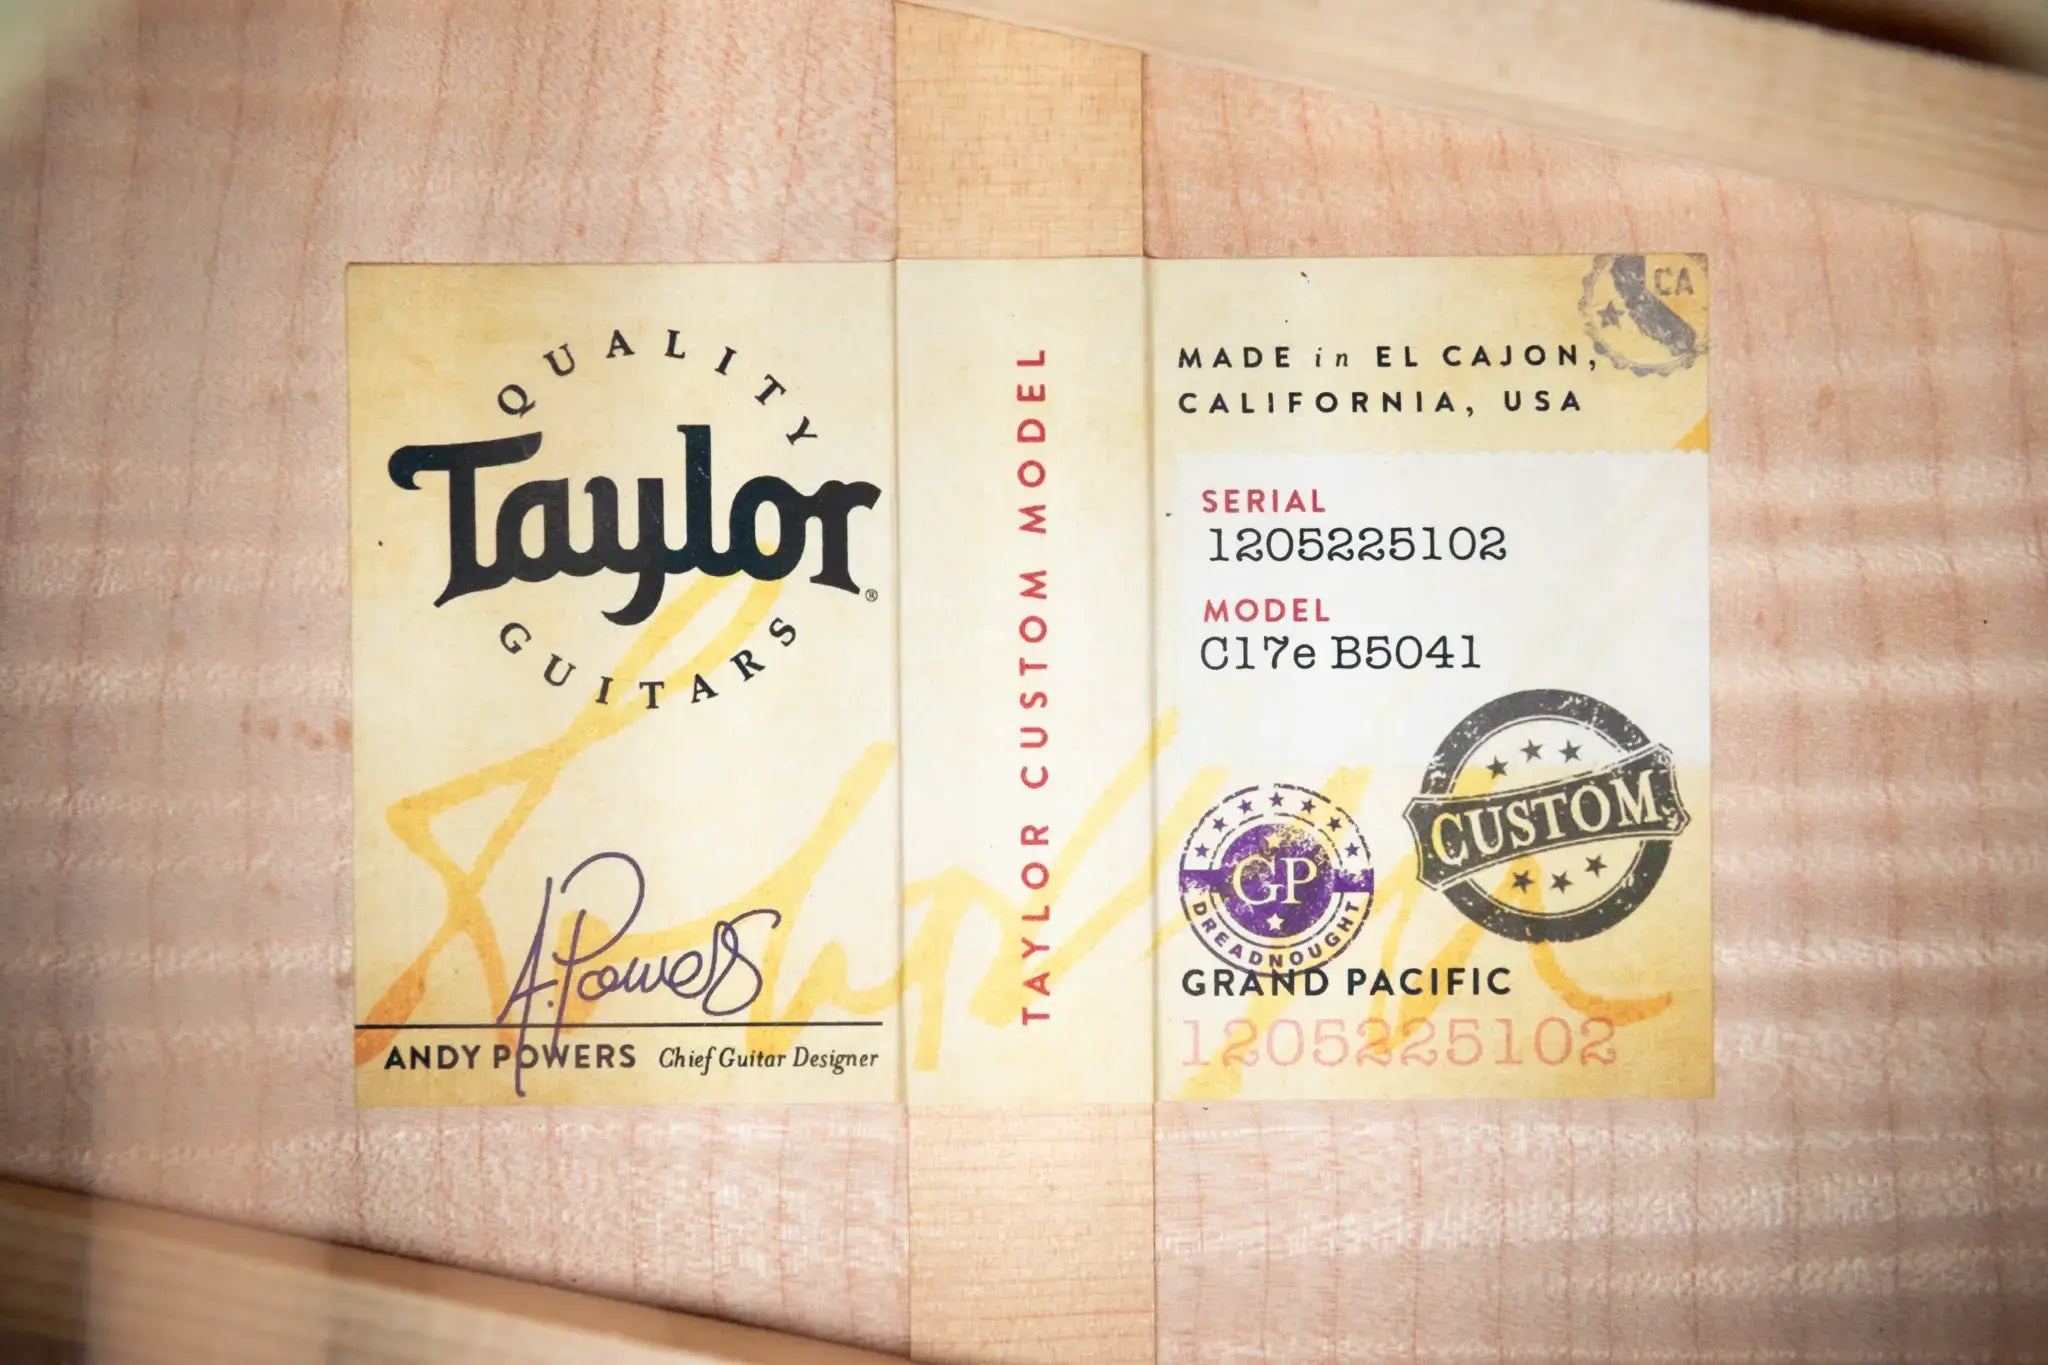 QUALITY
Taylor®
GUITARS
A. Powers
ANDY POWERS Chief Guitar Designer
TAYLOR CUSTOM MODEL
CA
MADE in EL CAJON,
CALIFORNIA, USA
SERIAL
1205225102
MODEL
C17e B5041
CUSTOM
GP
DREADNOUGHT
GRAND PACIFIC
1205225102